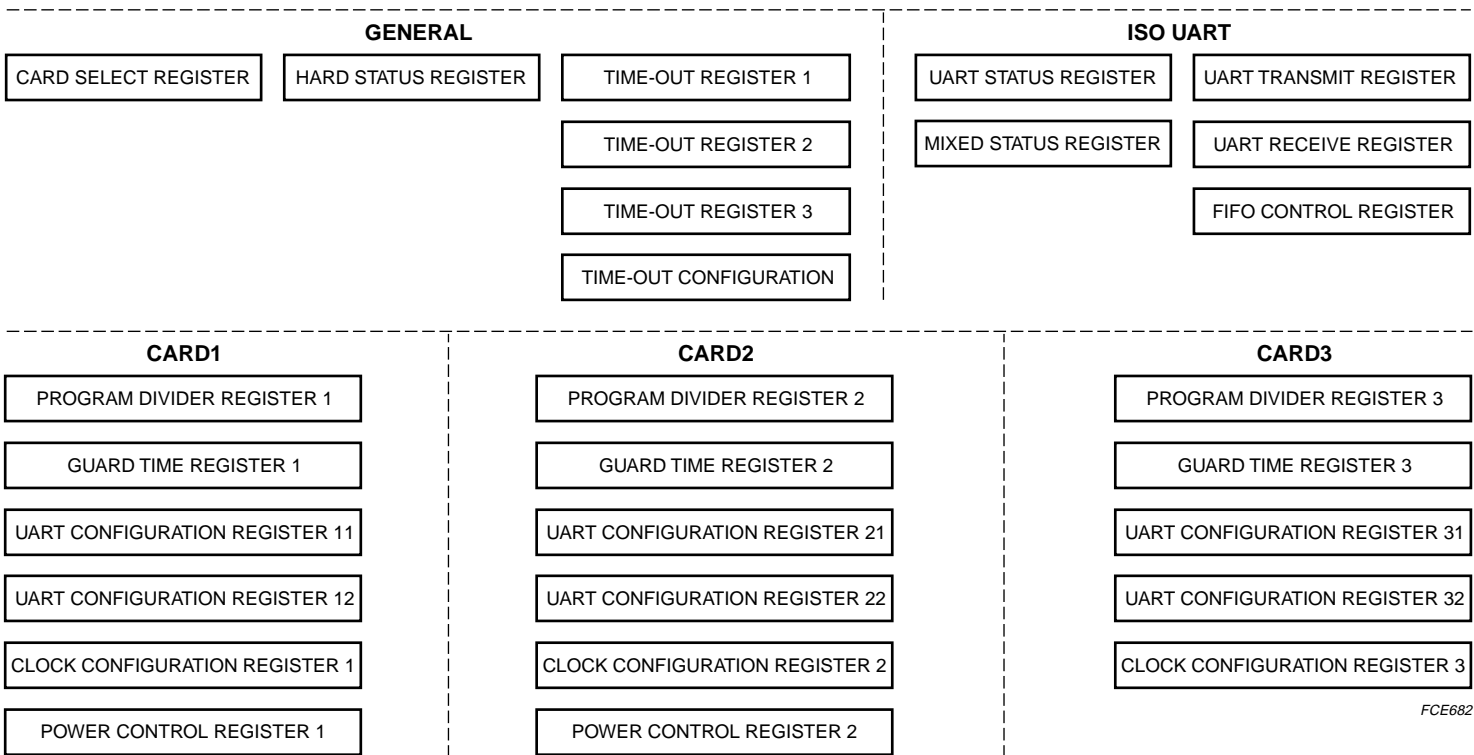 GENERAL
CARD SELECT REGISTER
HARD STATUS REGISTER
TIME-OUT REGISTER 1
TIME-OUT REGISTER 2
TIME-OUT REGISTER 3
TIME-OUT CONFIGURATION
ISO UART
UART STATUS REGISTER
UART TRANSMIT REGISTER
MIXED STATUS REGISTER
UART RECEIVE REGISTER
FIFO CONTROL REGISTER
CARD1
PROGRAM DIVIDER REGISTER 1
GUARD TIME REGISTER 1
UART CONFIGURATION REGISTER 11
UART CONFIGURATION REGISTER 12
CLOCK CONFIGURATION REGISTER 1
POWER CONTROL REGISTER 1
CARD2
PROGRAM DIVIDER REGISTER 2
GUARD TIME REGISTER 2
UART CONFIGURATION REGISTER 21
UART CONFIGURATION REGISTER 22
CLOCK CONFIGURATION REGISTER 2
POWER CONTROL REGISTER 2
CARD3
PROGRAM DIVIDER REGISTER 3
GUARD TIME REGISTER 3
UART CONFIGURATION REGISTER 31
UART CONFIGURATION REGISTER 32
CLOCK CONFIGURATION REGISTER 3
FCE682